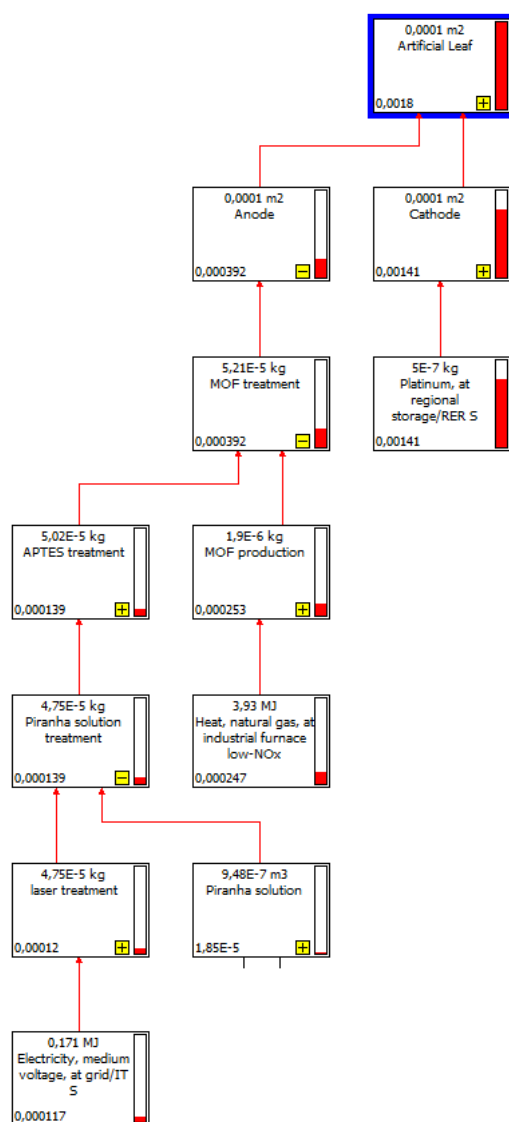 0,0001 m2
Artificial Leaf
0,0018
+
0,0001 m2
Anode
0,000392
−
0,0001 m2
Cathode
0,00141
+
5,21E-5 kg
MOF treatment
0,000392
−
5E-7 kg
Platinum, at
regional
storage/RER S
0,00141
5,02E-5 kg
APTES treatment
0,000139
+
1,9E-6 kg
MOF production
0,000253
+
4,75E-5 kg
Piranha solution
treatment
0,000139
−
3,93 MJ
Heat, natural gas, at
industrial furnace
low-NOx
0,000247
4,75E-5 kg
laser treatment
0,00012
+
9,48E-7 m3
Piranha solution
1,85E-5
+
0,171 MJ
Electricity, medium
voltage, at grid/IT
S
0,000117